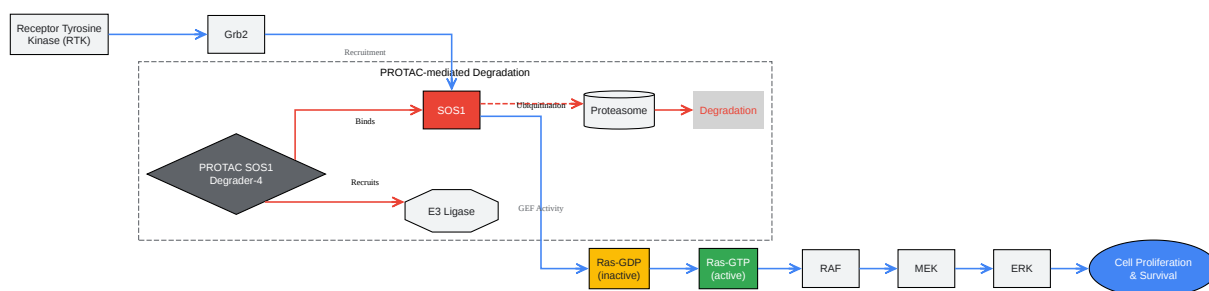 Receptor Tyrosine
Kinase (RTK)
Grb2
Recruitment
PROTAC-mediated Degradation
SOS1
Ubiquitination
Proteasome
Degradation
Binds
PROTAC SOS1
Degrader-4
Recruits
E3 Ligase
GEF Activity
Ras-GDP
(inactive)
Ras-GTP
(active)
RAF
MEK
ERK
Cell Proliferation
& Survival